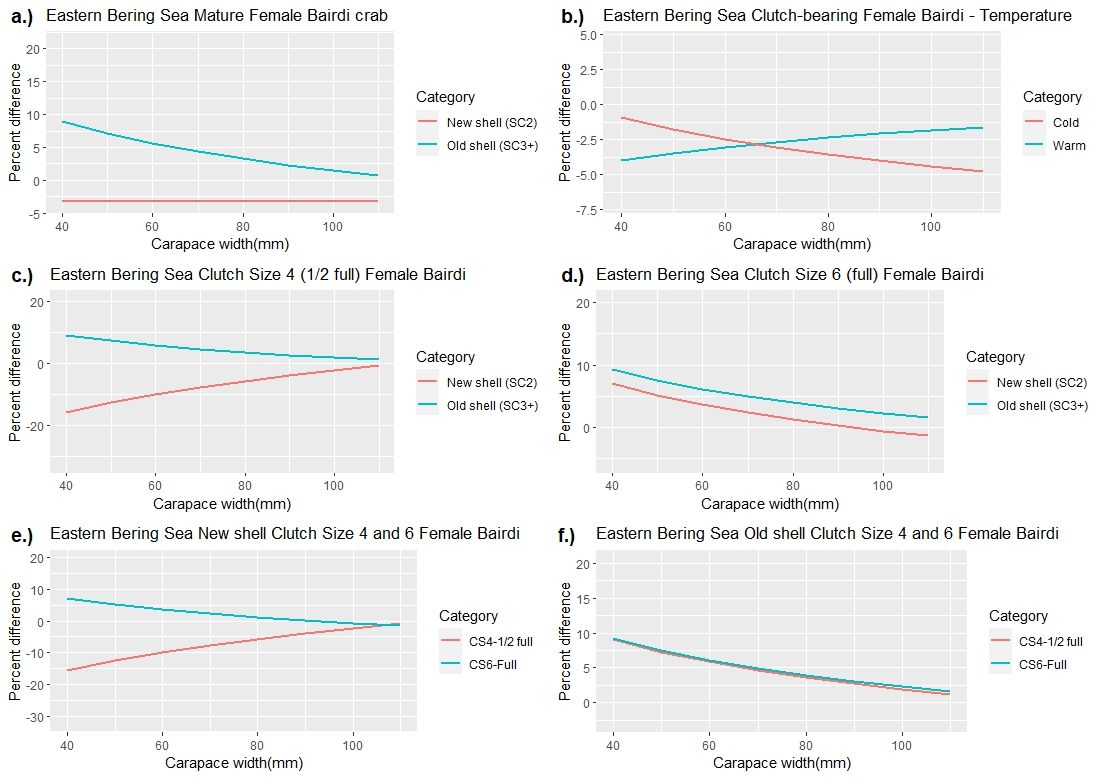 a.) Eastern Bering Sea Mature Female Bairdi crab
Percent difference
20
15
10
5
0
-5
40 60 80 100
Carapace width(mm)
Category
New shell (SC2)
Old shell (SC3+)
b.) Eastern Bering Sea Clutch-bearing Female Bairdi - Temperature
Percent difference
5.0
2.5
0.0
-2.5
-5.0
-7.5
40 60 80 100
Carapace width(mm)
Category
Cold
Warm
c.) Eastern Bering Sea Clutch Size 4 (1/2 full) Female Bairdi
Percent difference
20
0
-20
40 60 80 100
Carapace width(mm)
Category
New shell (SC2)
Old shell (SC3+)
d.) Eastern Bering Sea Clutch Size 6 (full) Female Bairdi
Percent difference
20
10
0
40 60 80 100
Carapace width(mm)
Category
New shell (SC2)
Old shell (SC3+)
e.) Eastern Bering Sea New shell Clutch Size 4 and 6 Female Bairdi
Percent difference
20
10
0
-10
-20
-30
40 60 80 100
Carapace width(mm)
Category
CS4-1/2 full
CS6-Full
f.) Eastern Bering Sea Old shell Clutch Size 4 and 6 Female Bairdi
Percent difference
20
15
10
5
0
40 60 80 100
Carapace width(mm)
Category
CS4-1/2 full
CS6-Full